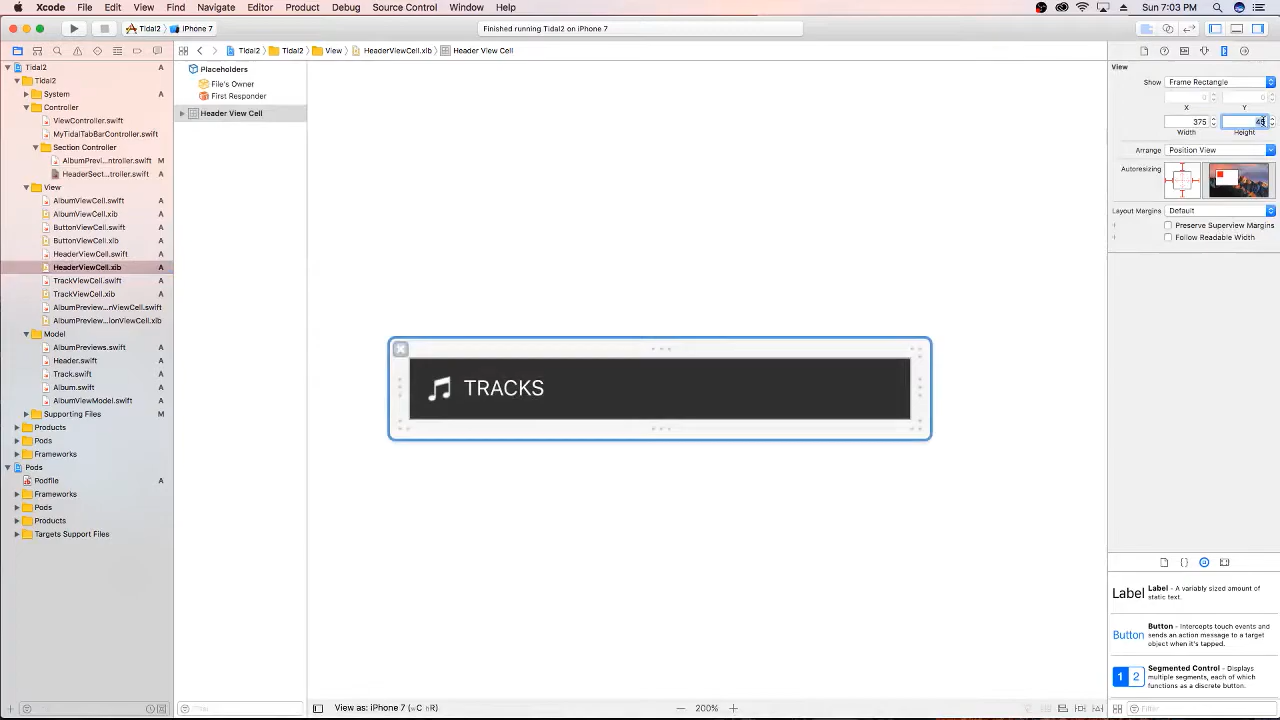 Xcode File Edit View Find Navigate Editor Product Debug Source Control Window Help
Sun 7:03 PM
Tidal2 iPhone 7
Finished running Tidal2 on iPhone 7
Tidal2 Tidal2 View HeaderViewCell.xib Header View Cell
Tidal2 A
Tidal2
System A
Controller
ViewController.swift A
MyTidalTabBarController.swift A
Section Controller
AlbumPrevi...ntroller.swift M
HeaderSect...troller.swift A
View
AlbumViewCell.swift A
AlbumViewCell.xib A
ButtonViewCell.swift A
ButtonViewCell.xib A
HeaderViewCell.swift A
HeaderViewCell.xib A
TrackViewCell.swift A
TrackViewCell.xib A
AlbumPreview...nViewCell.swift A
AlbumPreview...ionViewCell.xib A
Model
AlbumPreviews.swift A
Header.swift A
Track.swift A
Album.swift A
AlbumViewModel.swift A
Supporting Files M
Products
Pods
Frameworks
Pods
Podfile A
Frameworks
Pods
Products
Targets Support Files
Placeholders
File's Owner
First Responder
Header View Cell
TRACKS
View
Show Frame Rectangle
0 0
X Y
375
Width Height
Arrange Position View
Autoresizing
Layout Margins Default
Preserve Superview Margins
Follow Readable Width
Label
Label - A variably sized amount of
static text.
Button
Button - Intercepts touch events and
sends an action message to a target
object when it's tapped.
1 2
Segmented Control - Displays
multiple segments, each of which
functions as a discrete button.
View as: iPhone 7 (wC hR)
200%
Filter